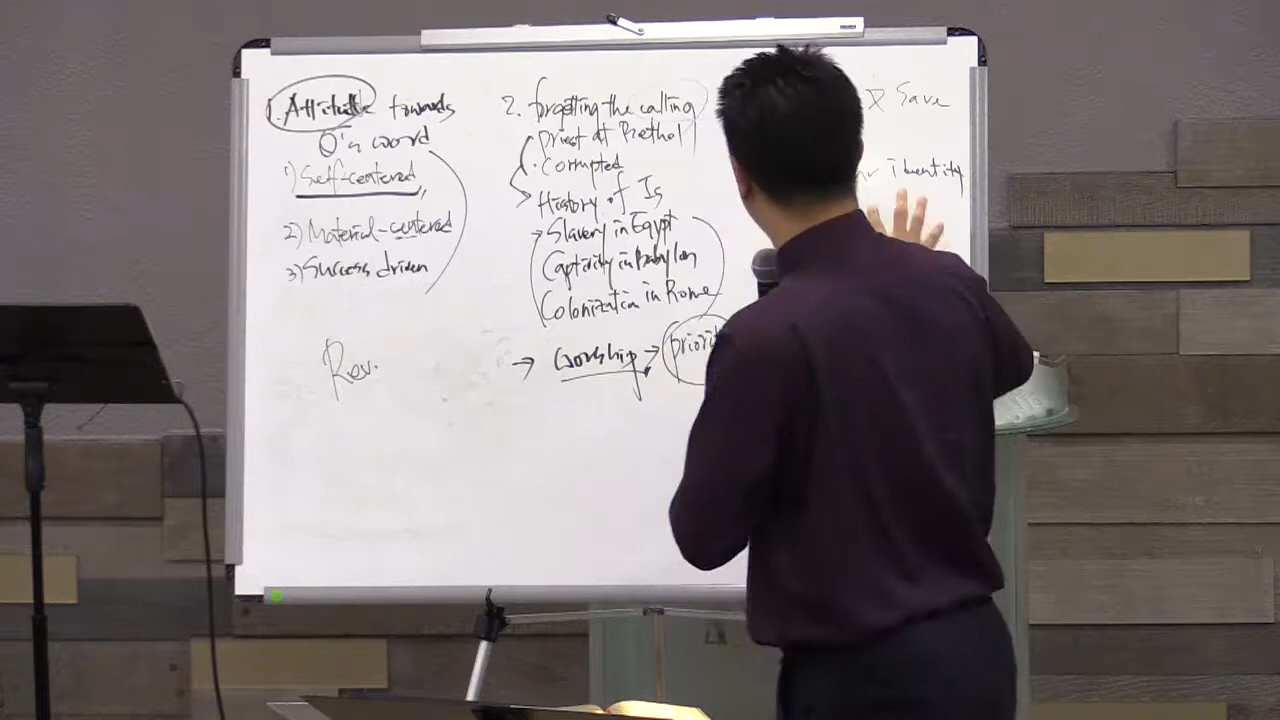 1. Attitude towards
Θ's word
1) Self-centered,
2) Material-centered
3) Success driven
Rev.
2. forgetting the calling
priest at Bethel
· Corrupted
History of Is
→ Slavery in Egypt
Captivity in Babylon
Colonization in Rome
→ worship →
Save
identity